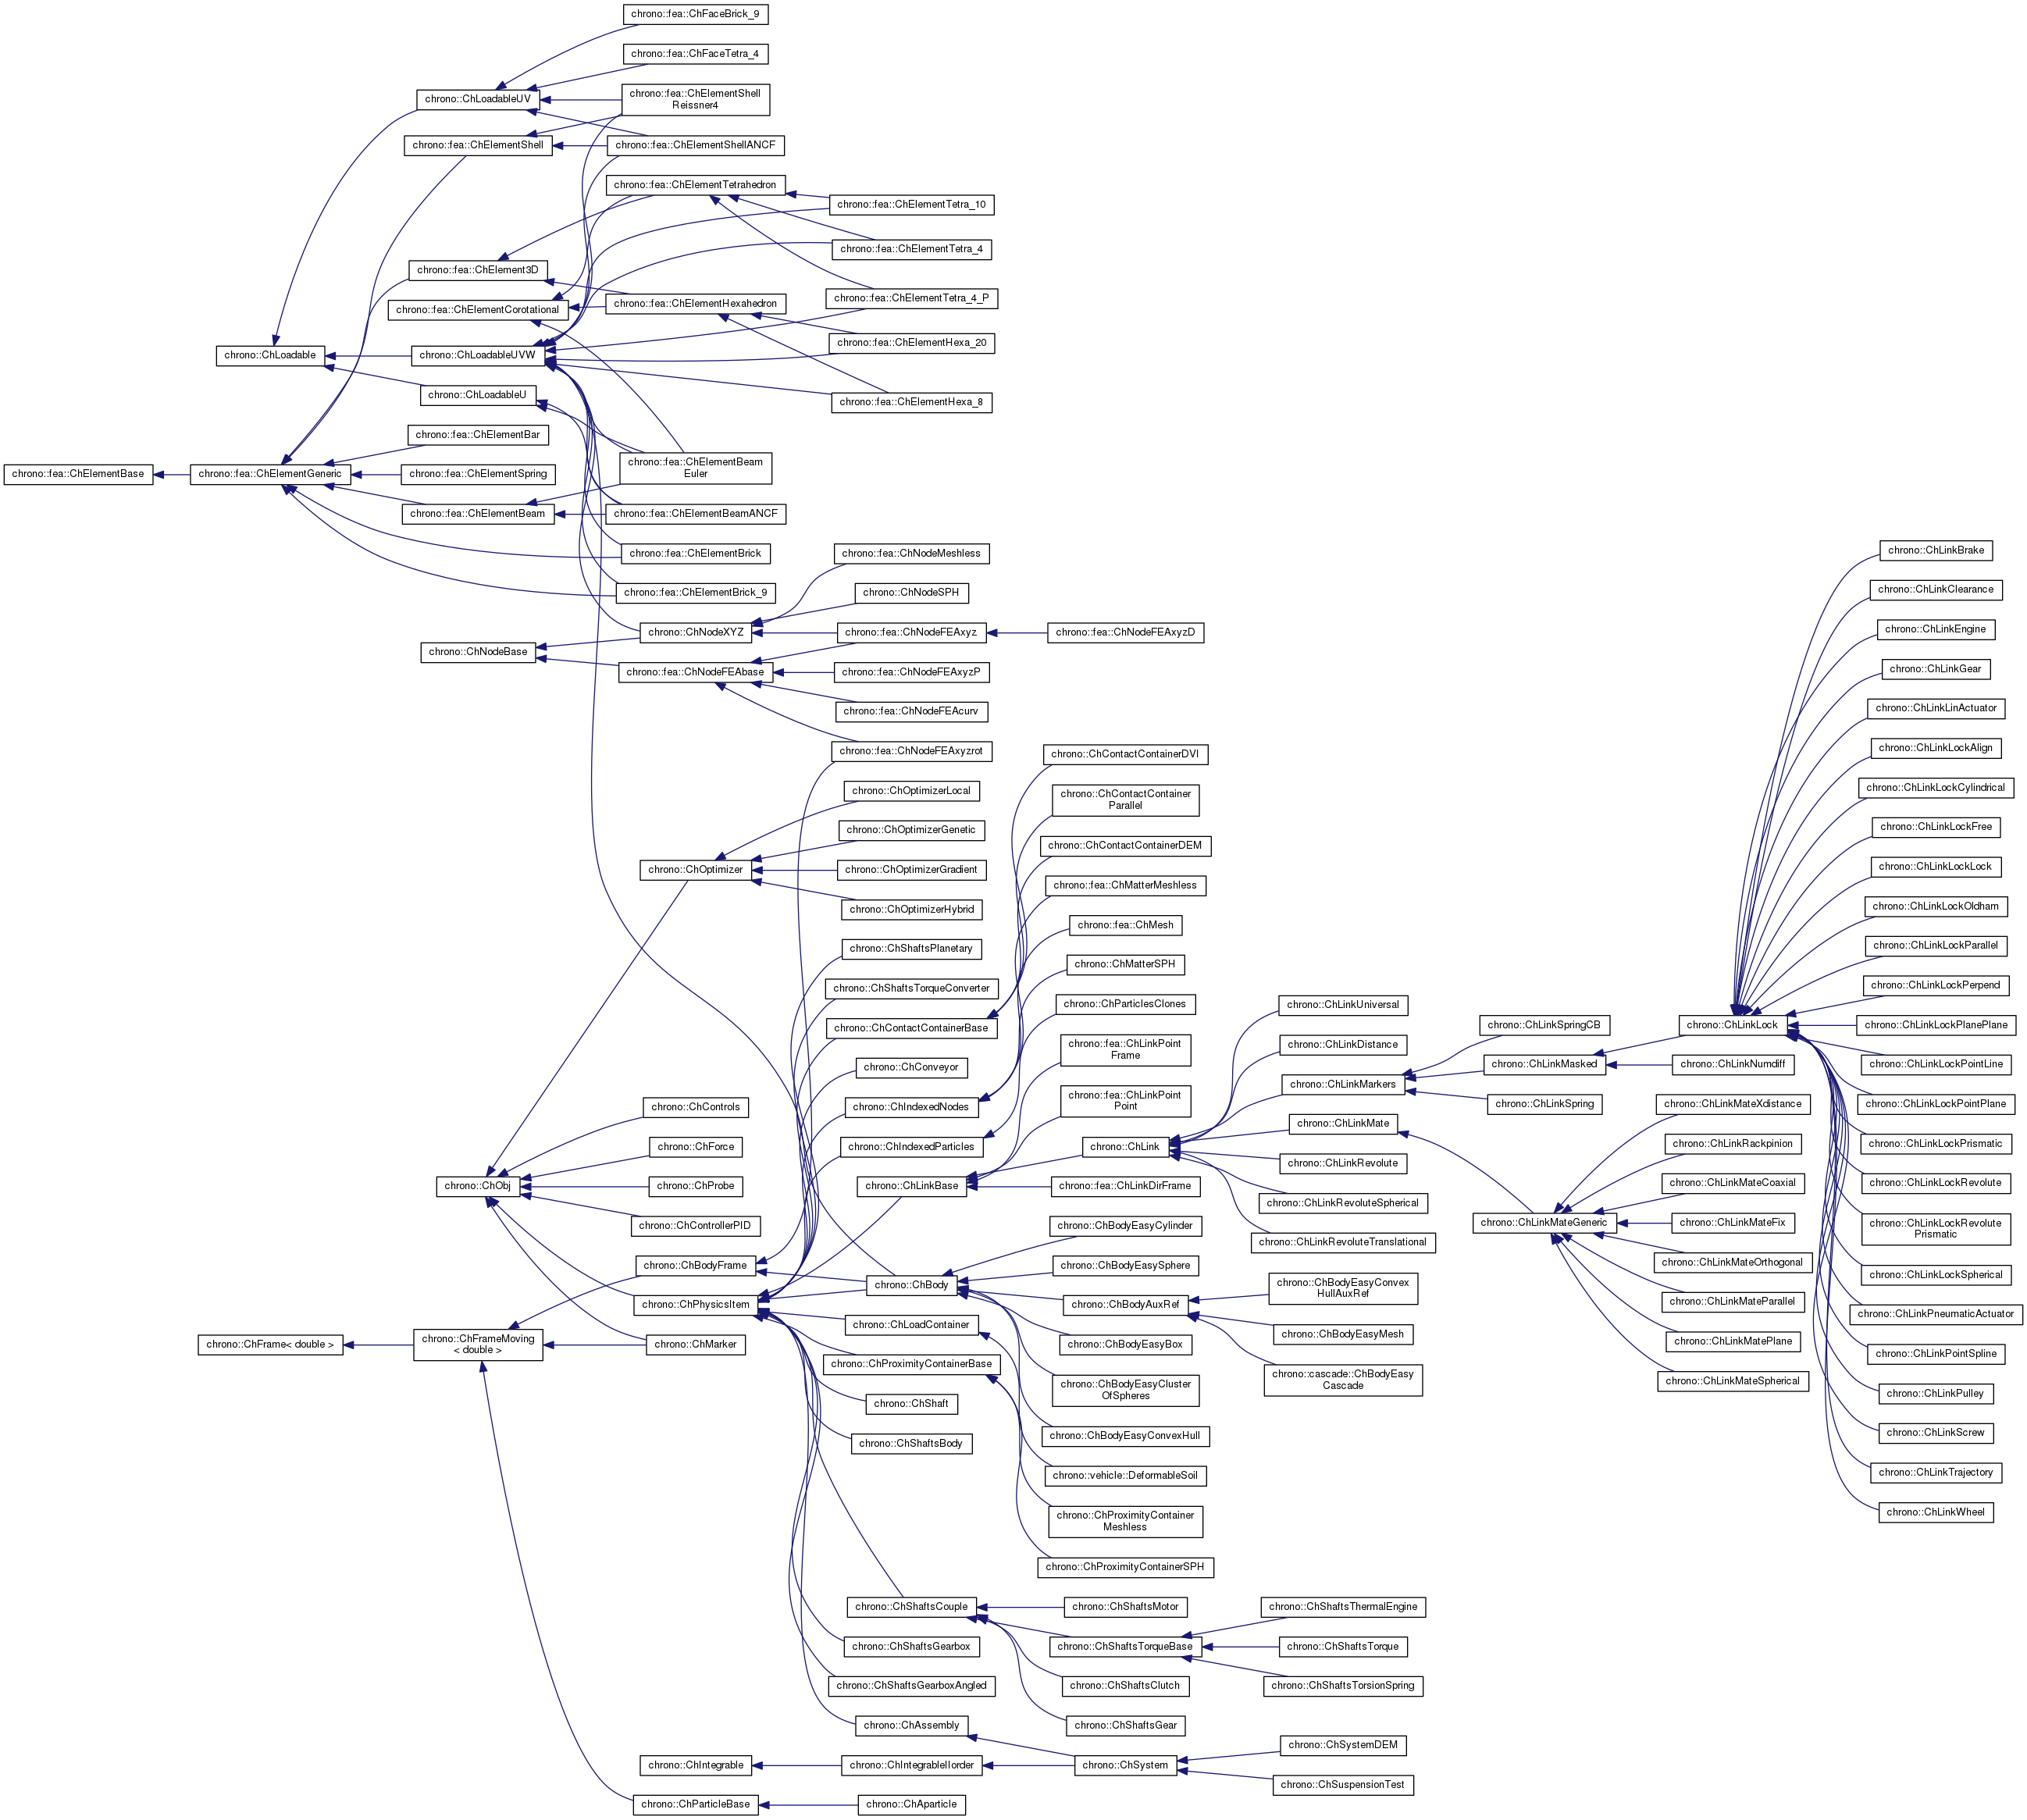 chrono::fea::ChFaceBrick_9
chrono::fea::ChFaceTetra_4
chrono::ChLoadableUV
chrono::fea::ChElementShell
Reissner4
chrono::fea::ChElementShell
chrono::fea::ChElementShellANCF
chrono::fea::ChElementTetrahedron
chrono::fea::ChElementTetra_10
chrono::fea::ChElementTetra_4
chrono::fea::ChElement3D
chrono::fea::ChElementTetra_4_P
chrono::fea::ChElementCorotational
chrono::fea::ChElementHexahedron
chrono::fea::ChElementHexa_20
chrono::ChLoadable
chrono::ChLoadableUVW
chrono::ChLoadableU
chrono::fea::ChElementHexa_8
chrono::fea::ChElementBar
chrono::fea::ChElementBase
chrono::fea::ChElementGeneric
chrono::fea::ChElementSpring
chrono::fea::ChElementBeam
Euler
chrono::fea::ChElementBeam
chrono::fea::ChElementBeamANCF
chrono::fea::ChElementBrick
chrono::fea::ChElementBrick_9
chrono::fea::ChNodeMeshless
chrono::ChNodeSPH
chrono::ChNodeBase
chrono::ChNodeXYZ
chrono::fea::ChNodeFEAxyz
chrono::fea::ChNodeFEAxyzD
chrono::fea::ChNodeFEAbase
chrono::fea::ChNodeFEAxyzP
chrono::fea::ChNodeFEAcurv
chrono::fea::ChNodeFEAxyzrot
chrono::ChOptimizerLocal
chrono::ChOptimizerGenetic
chrono::ChOptimizer
chrono::ChOptimizerGradient
chrono::ChOptimizerHybrid
chrono::ChShaftsPlanetary
chrono::ChShaftsTorqueConverter
chrono::ChContactContainerBase
chrono::ChConveyor
chrono::ChIndexedNodes
chrono::ChIndexedParticles
chrono::ChLinkBase
chrono::ChContactContainerDVI
chrono::ChContactContainer
Parallel
chrono::ChContactContainerDEM
chrono::fea::ChMatterMeshless
chrono::fea::ChMesh
chrono::ChMatterSPH
chrono::ChParticlesClones
chrono::fea::ChLinkPoint
Frame
chrono::fea::ChLinkPoint
Point
chrono::ChLink
chrono::fea::ChLinkDirFrame
chrono::ChControls
chrono::ChForce
chrono::ChObj
chrono::ChProbe
chrono::ChControllerPID
chrono::ChBodyFrame
chrono::ChPhysicsItem
chrono::ChMarker
chrono::ChFrame< double >
chrono::ChFrameMoving
< double >
chrono::ChBody
chrono::ChLoadContainer
chrono::ChProximityContainerBase
chrono::ChShaft
chrono::ChShaftsBody
chrono::ChBodyEasyCylinder
chrono::ChBodyEasySphere
chrono::ChBodyAuxRef
chrono::ChBodyEasyBox
chrono::ChBodyEasyCluster
OfSpheres
chrono::ChBodyEasyConvexHull
chrono::vehicle::DeformableSoil
chrono::ChProximityContainer
Meshless
chrono::ChProximityContainerSPH
chrono::ChBodyEasyConvex
HullAuxRef
chrono::ChBodyEasyMesh
chrono::cascade::ChBodyEasy
Cascade
chrono::ChLinkUniversal
chrono::ChLinkDistance
chrono::ChLinkMarkers
chrono::ChLinkMate
chrono::ChLinkRevolute
chrono::ChLinkRevoluteSpherical
chrono::ChLinkRevoluteTranslational
chrono::ChLinkSpringCB
chrono::ChLinkMasked
chrono::ChLinkSpring
chrono::ChLinkMateGeneric
chrono::ChLinkLock
chrono::ChLinkNumdiff
chrono::ChLinkMateXdistance
chrono::ChLinkRackpinion
chrono::ChLinkMateCoaxial
chrono::ChLinkMateFix
chrono::ChLinkMateOrthogonal
chrono::ChLinkMateParallel
chrono::ChLinkMatePlane
chrono::ChLinkMateSpherical
chrono::ChLinkBrake
chrono::ChLinkClearance
chrono::ChLinkEngine
chrono::ChLinkGear
chrono::ChLinkLinActuator
chrono::ChLinkLockAlign
chrono::ChLinkLockCylindrical
chrono::ChLinkLockFree
chrono::ChLinkLockLock
chrono::ChLinkLockOldham
chrono::ChLinkLockParallel
chrono::ChLinkLockPerpend
chrono::ChLinkLockPlanePlane
chrono::ChLinkLockPointLine
chrono::ChLinkLockPointPlane
chrono::ChLinkLockPrismatic
chrono::ChLinkLockRevolute
chrono::ChLinkLockRevolute
Prismatic
chrono::ChLinkLockSpherical
chrono::ChLinkPneumaticActuator
chrono::ChLinkPointSpline
chrono::ChLinkPulley
chrono::ChLinkScrew
chrono::ChLinkTrajectory
chrono::ChLinkWheel
chrono::ChShaftsCouple
chrono::ChShaftsMotor
chrono::ChShaftsThermalEngine
chrono::ChShaftsGearbox
chrono::ChShaftsTorqueBase
chrono::ChShaftsTorque
chrono::ChShaftsGearboxAngled
chrono::ChShaftsClutch
chrono::ChShaftsTorsionSpring
chrono::ChAssembly
chrono::ChShaftsGear
chrono::ChSystemDEM
chrono::ChIntegrable
chrono::ChIntegrableIIorder
chrono::ChSystem
chrono::ChSuspensionTest
chrono::ChParticleBase
chrono::ChAparticle